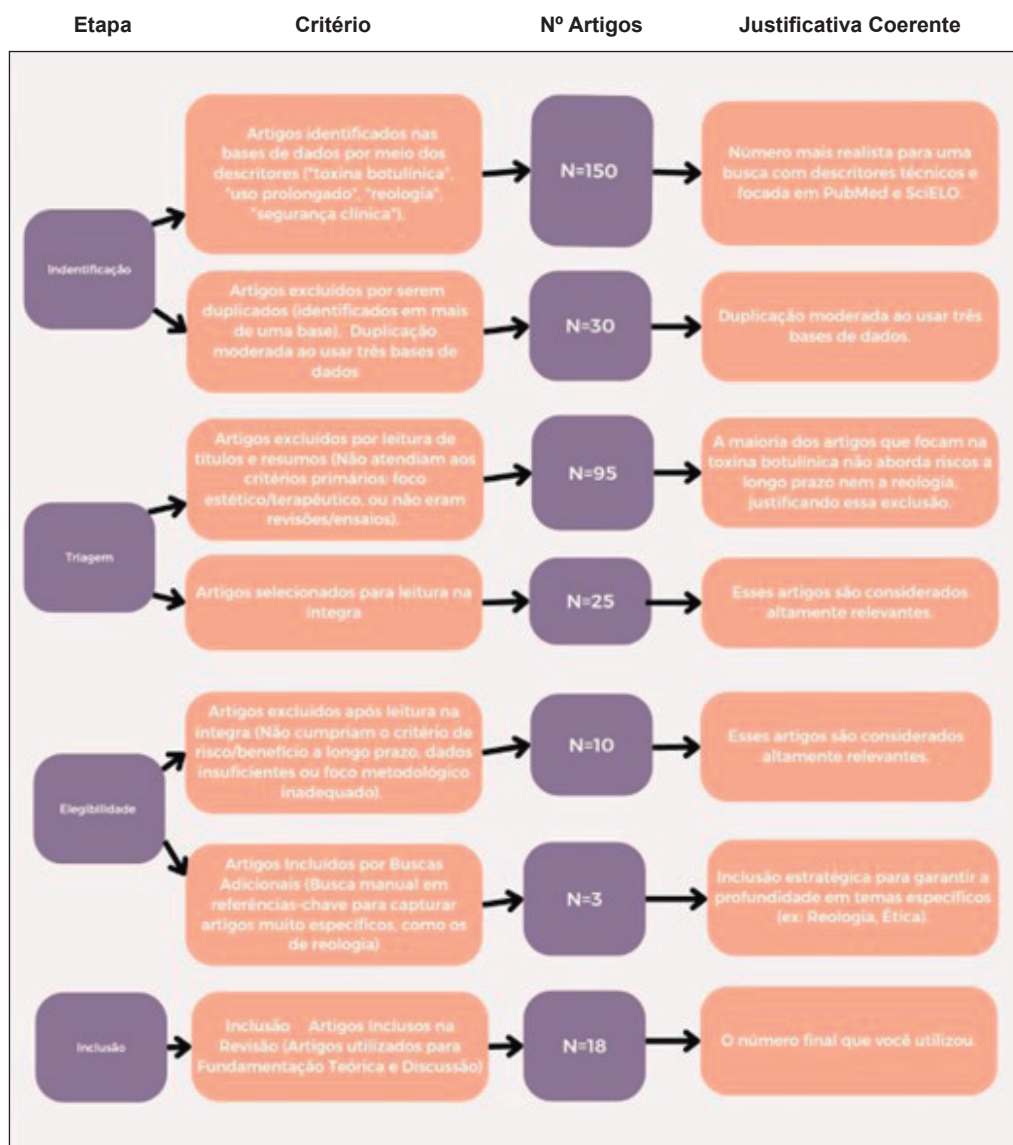 Etapa Critério Nº Artigos Justificativa Coerente
Indentificação
Artigos identificados nas
bases de dados por meio dos
descritores ("toxina botulínica",
"uso prolongado", "reologia",
"segurança clínica").
N=150
Número mais realista para uma
busca com descritores técnicos e
focada em PubMed e SciELO.
Artigos excluídos por serem
duplicados (identificados em mais
de uma base). Duplicação
moderada ao usar três bases de
dados
N=30
Duplicação moderada ao usar três
bases de dados.
Triagem
Artigos excluídos por leitura de
títulos e resumos (Não atendiam aos
critérios primários: foco
estético/terapêutico, ou não eram
revisões/ensaios).
N=95
A maioria dos artigos que focam na
toxina botulínica não aborda riscos a
longo prazo nem a reologia,
justificando essa exclusão.
Artigos selecionados para leitura na
íntegra
N=25
Esses artigos são considerados
altamente relevantes.
Elegibilidade
Artigos excluídos após leitura na
íntegra (Não cumpriam o critério de
risco/benefício a longo prazo, dados
insuficientes ou foco metodológico
inadequado).
N=10
Esses artigos são considerados
altamente relevantes.
Artigos Incluídos por Buscas
Adicionais (Busca manual em
referências-chave para capturar
artigos muito específicos, como os
de reologia)
N=3
Inclusão estratégica para garantir a
profundidade em temas específicos
(ex: Reologia, Ética).
Inclusão
Inclusão Artigos Inclusos na
Revisão (Artigos utilizados para
Fundamentação Teórica e Discussão)
N=18
O número final que você utilizou.